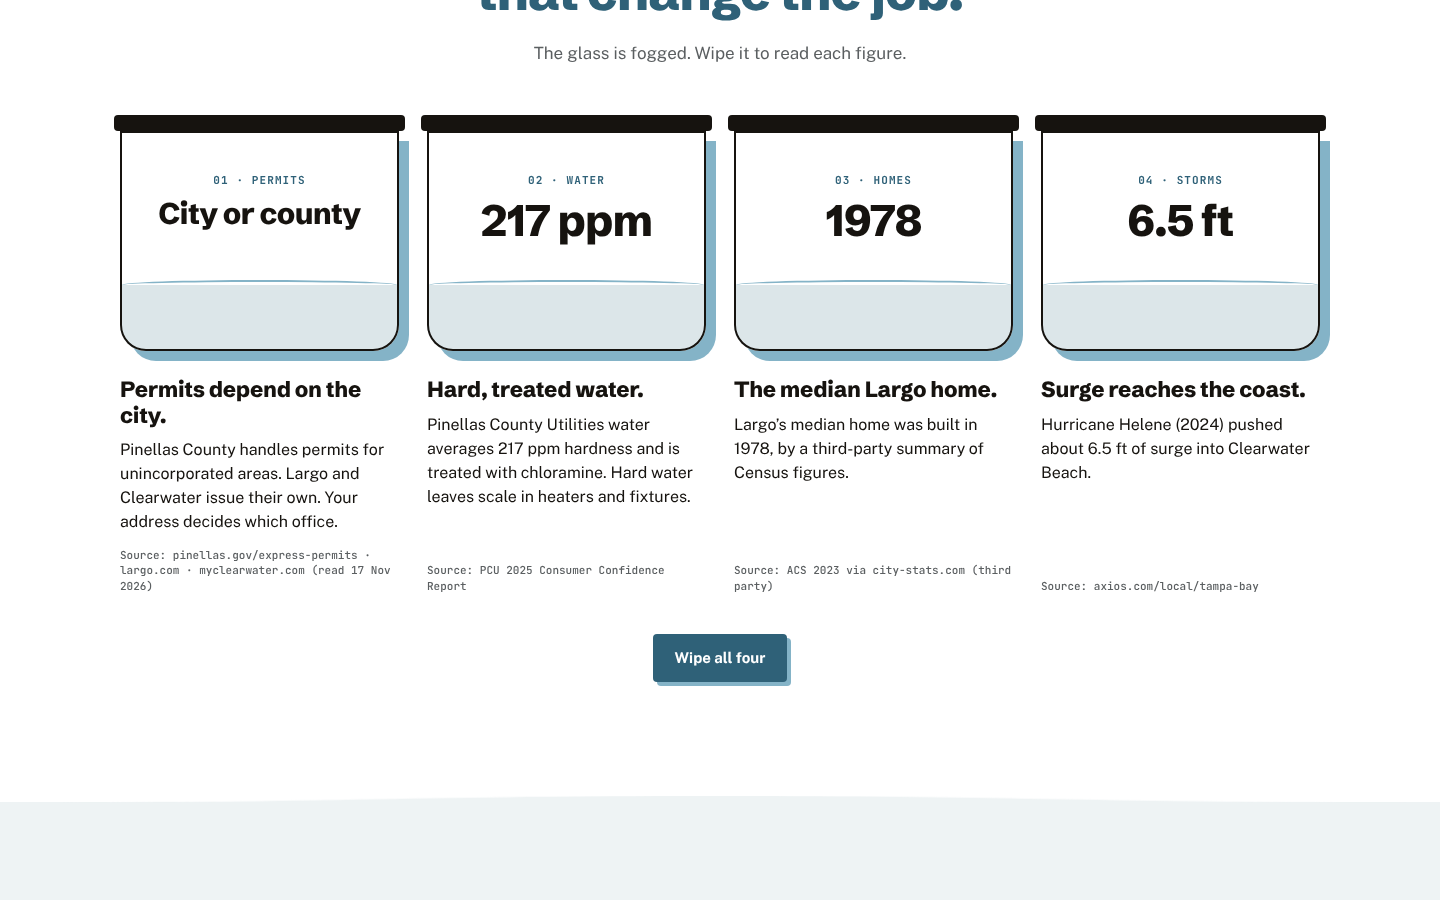 that change the job.
The glass is fogged. Wipe it to read each figure.
01 · PERMITS
City or county
02 · WATER
217 ppm
03 · HOMES
1978
04 · STORMS
6.5 ft
Permits depend on the
city.
Pinellas County handles permits for
unincorporated areas. Largo and
Clearwater issue their own. Your
address decides which office.
Source: pinellas.gov/express-permits ·
largo.com · myclearwater.com (read 17 Nov
2026)
Hard, treated water.
Pinellas County Utilities water
averages 217 ppm hardness and is
treated with chloramine. Hard water
leaves scale in heaters and fixtures.
Source: PCU 2025 Consumer Confidence
Report
The median Largo home.
Largo’s median home was built in
1978, by a third-party summary of
Census figures.
Source: ACS 2023 via city-stats.com (third
party)
Surge reaches the coast.
Hurricane Helene (2024) pushed
about 6.5 ft of surge into Clearwater
Beach.
Source: axios.com/local/tampa-bay
Wipe all four